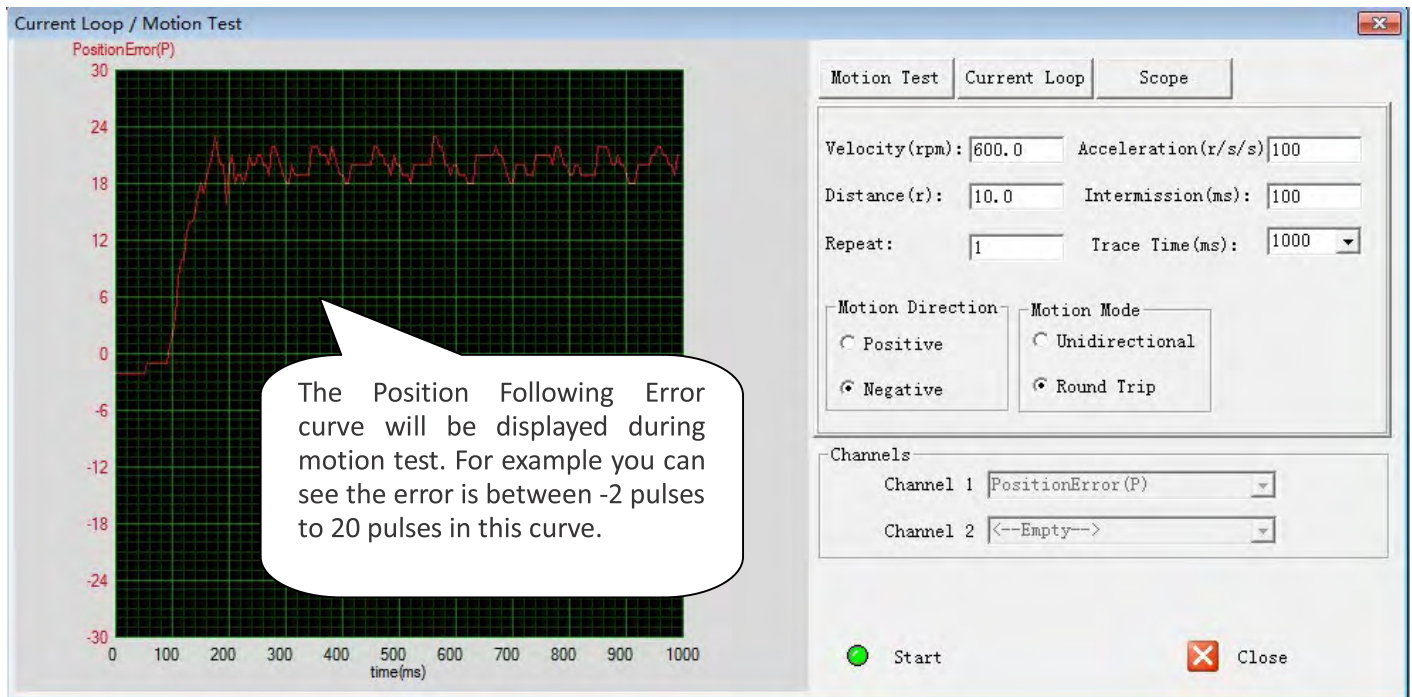 Current Loop / Motion Test
PositionError(P)
30
24
18
12
6
0
-6
-12
-18
-24
-30
0 100 200 300 400 500 600 700 800 900 1000
time(ms)
The Position Following Error
curve will be displayed during
motion test. For example you can
see the error is between -2 pulses
to 20 pulses in this curve.
Motion Test Current Loop Scope
Velocity(rpm): 600.0 Acceleration(r/s/s) 100
Distance(r): 10.0 Intermission(ms): 100
Repeat: 1 Trace Time(ms): 1000
Motion Direction Motion Mode
Positive Unidirectional
Negative Round Trip
Channels
Channel 1 PositionError(P)
Channel 2 <--Empty-->
Start Close